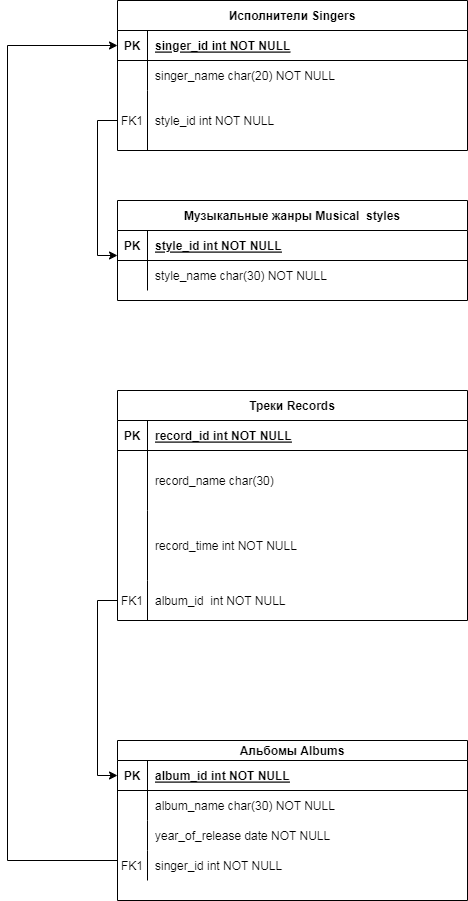 Исполнители Singers
PK singer_id int NOT NULL
singer_name char(20) NOT NULL
FK1 style_id int NOT NULL
Музыкальные жанры Musical styles
PK style_id int NOT NULL
style_name char(30) NOT NULL
Треки Records
PK record_id int NOT NULL
record_name char(30)
record_time int NOT NULL
FK1 album_id int NOT NULL
Альбомы Albums
PK album_id int NOT NULL
album_name char(30) NOT NULL
year_of_release date NOT NULL
FK1 singer_id int NOT NULL